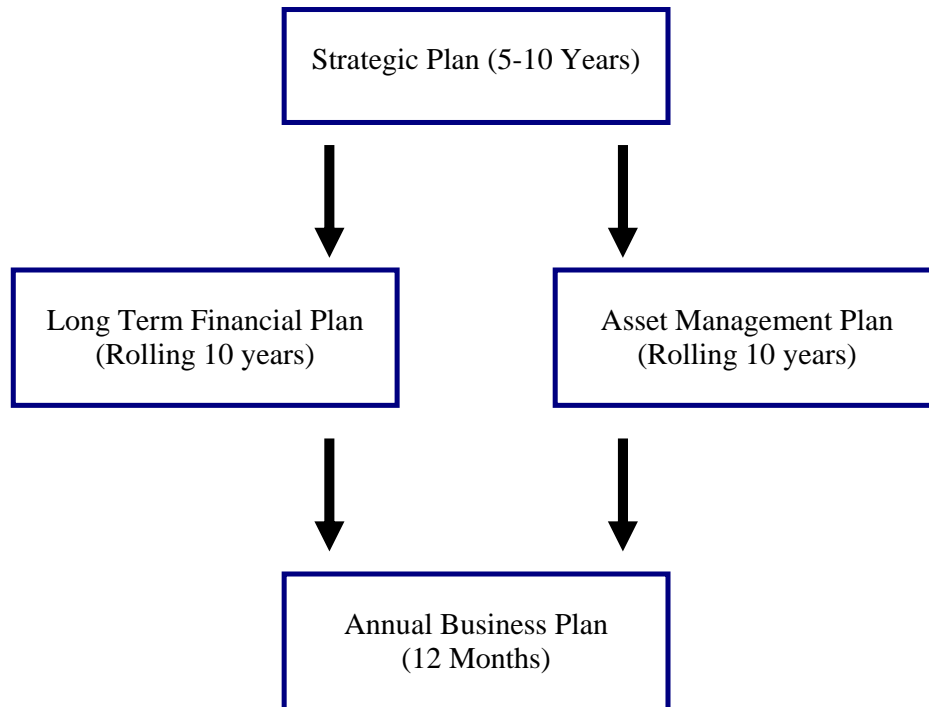 Strategic Plan (5-10 Years)
Long Term Financial Plan
(Rolling 10 years)
Asset Management Plan
(Rolling 10 years)
Annual Business Plan
(12 Months)